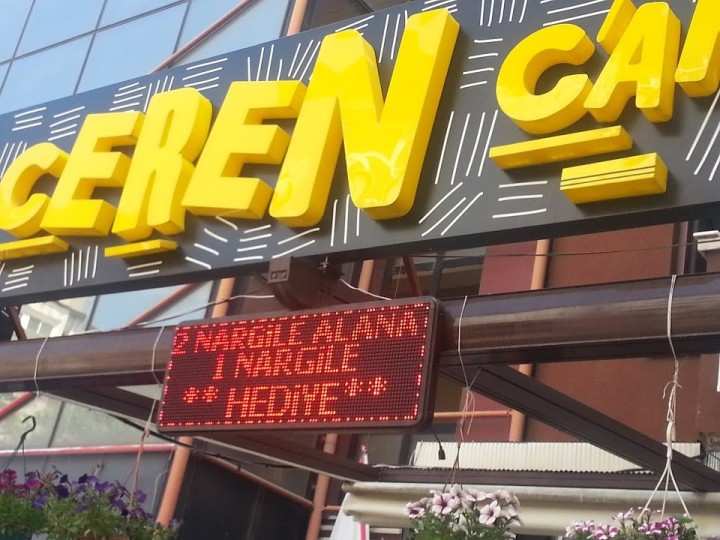 CEREN
2 NARGİLE ALANA
1 NARGİLE
** HEDİYE **